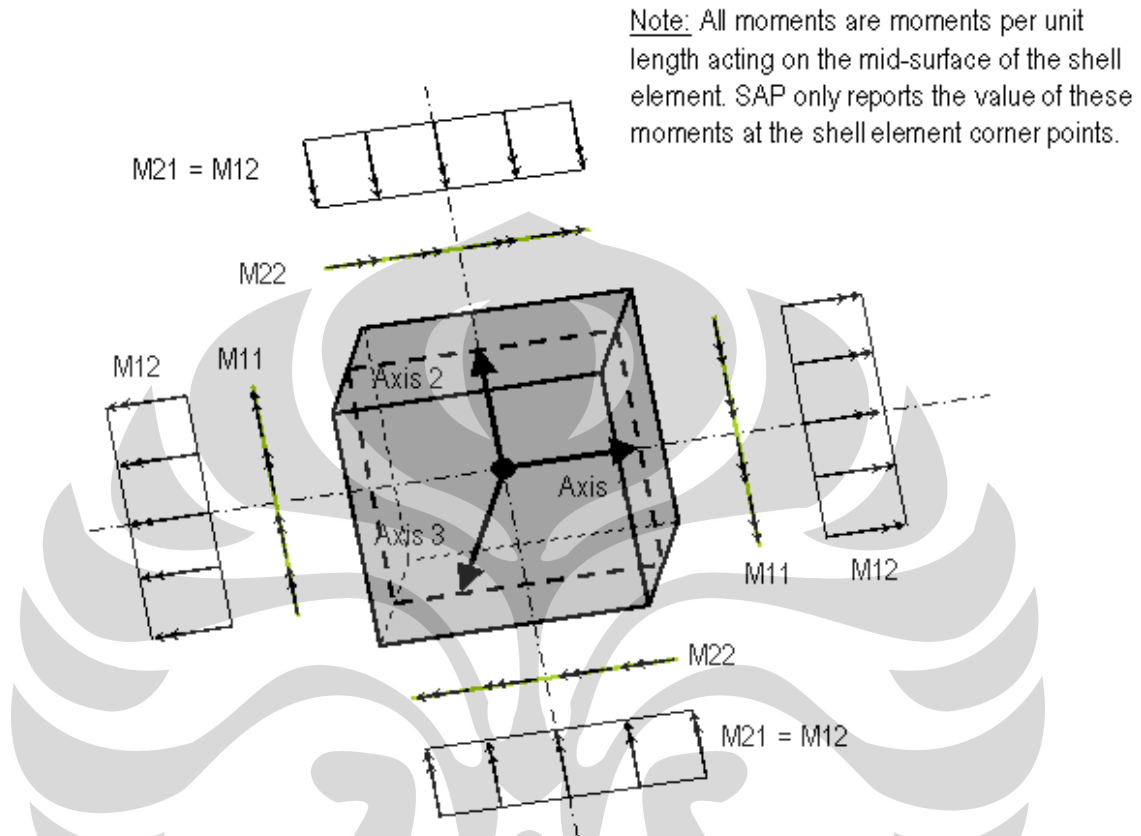 Note: All moments are moments per unit
length acting on the mid-surface of the shell
element. SAP only reports the value of these
moments at the shell element corner points.
M21 = M12
M22
M12
M11
Axis 2
Axis
Axis 3
M11
M12
M22
M21 = M12